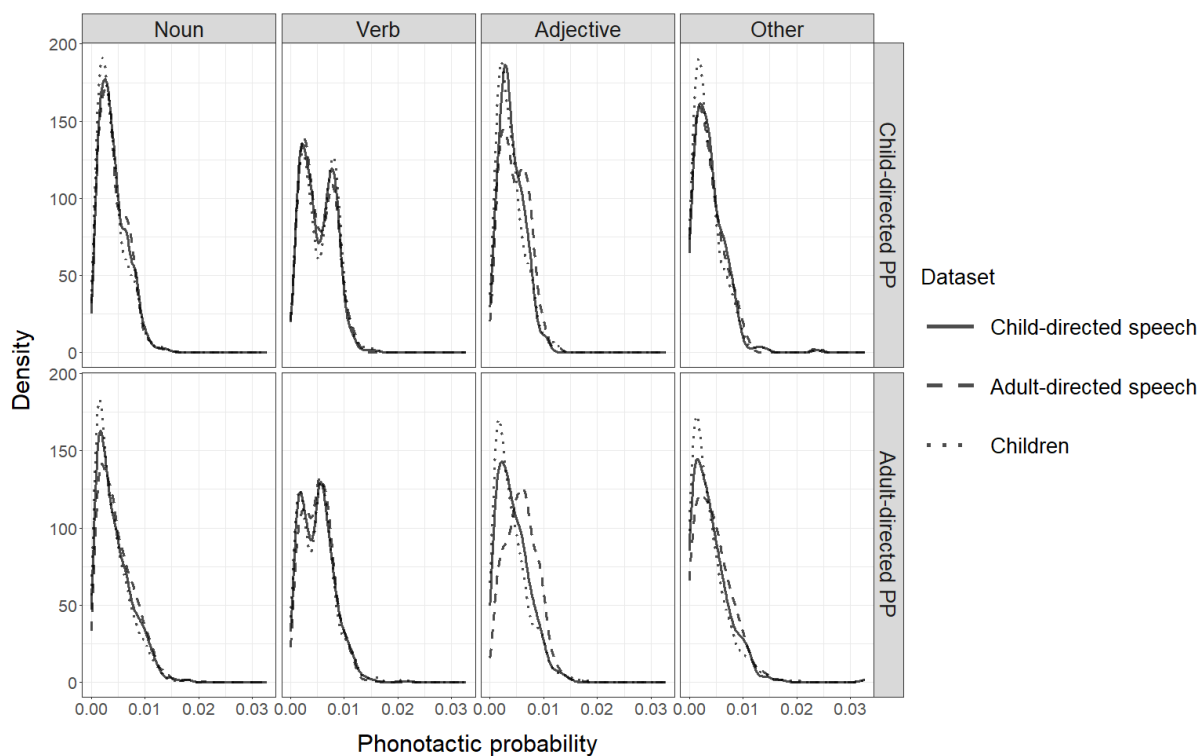 Noun Verb Adjective Other
200
150
100
50
0
Child-directed PP
200
150
100
50
0
Adult-directed PP
0.00 0.01 0.02 0.03 0.00 0.01 0.02 0.03 0.00 0.01 0.02 0.03 0.00 0.01 0.02 0.03
Density
Phonotactic probability
Dataset
Child-directed speech
Adult-directed speech
Children